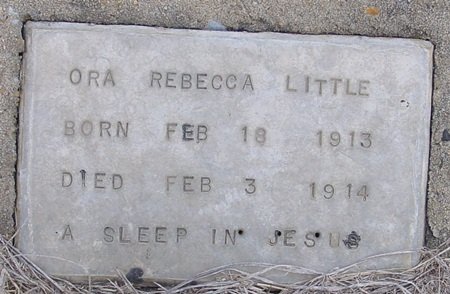 ORA REBECCA LITTLE
BORN FEB 18 1913
DIED FEB 3 1914
A SLEEP IN JESUS